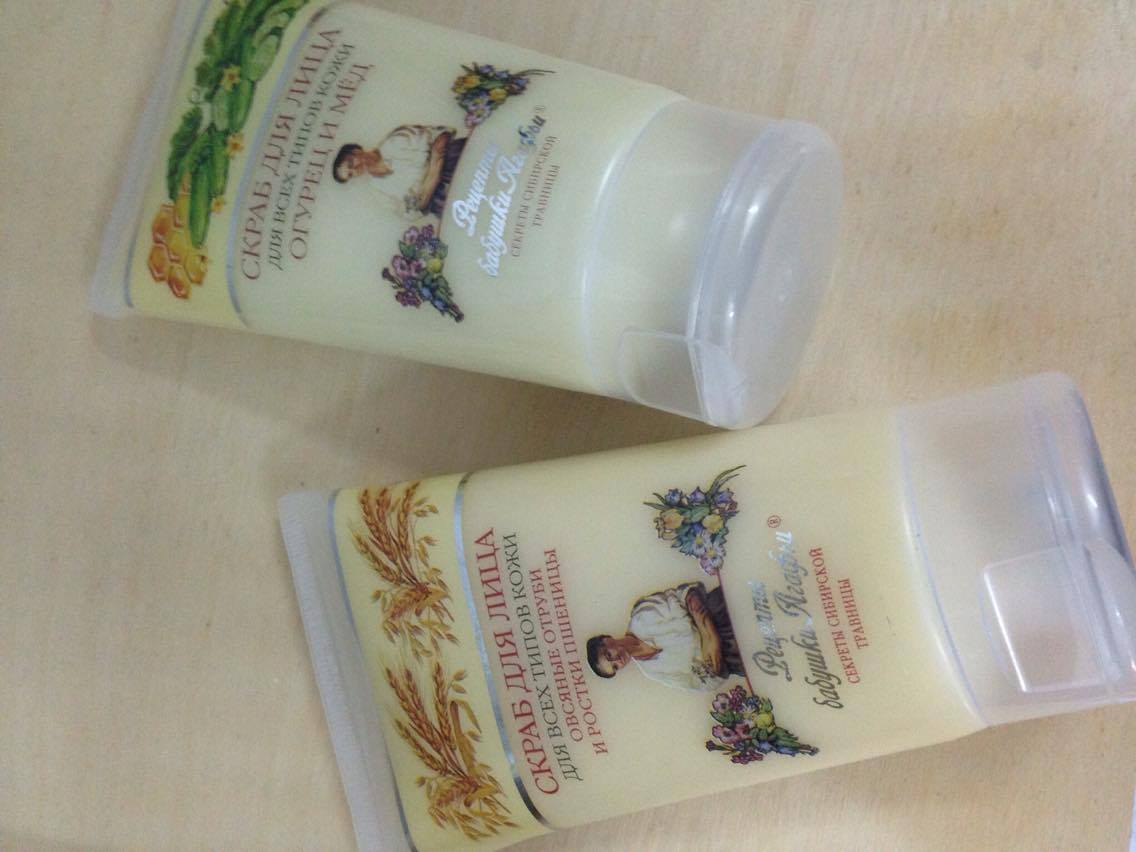 СКРАБ ДЛЯ ЛИЦА
ДЛЯ ВСЕХ ТИПОВ КОЖИ
ОГУРЕЦ И МЁД
Рецепты
бабушки Агафьи®
СЕКРЕТЫ СИБИРСКОЙ
ТРАВНИЦЫ
СКРАБ ДЛЯ ЛИЦА
ДЛЯ ВСЕХ ТИПОВ КОЖИ
ОВСЯНЫЕ ОТРУБИ
И РОСТКИ ПШЕНИЦЫ
Рецепты
бабушки Агафьи®
СЕКРЕТЫ СИБИРСКОЙ
ТРАВНИЦЫ